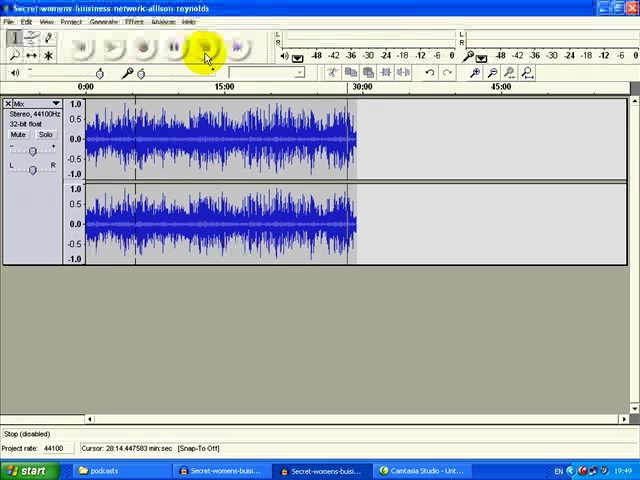 Secret-womens-buisiness-network-allison-reynolds
File Edit View Project Generate Effect Analyze Help
L
R
-48 -42 -36 -30 -24 -18 -12 -6 0
L
R
-48 -42 -36 -30 -24 -18 -12 -6 0
0:00 15:00 30:00 45:00
Mix
Stereo, 44100Hz
32-bit float
Mute Solo
- +
L R
1.0
0.5
0.0
-0.5
-1.0
1.0
0.5
0.0
-0.5
-1.0
Stop (disabled)
Project rate: 44100 Cursor: 28:14.447583 min:sec [Snap-To Off]
start podcasts Secret-womens-buisi... Secret-womens-buisi... Camtasia Studio - Unt... EN 19:49